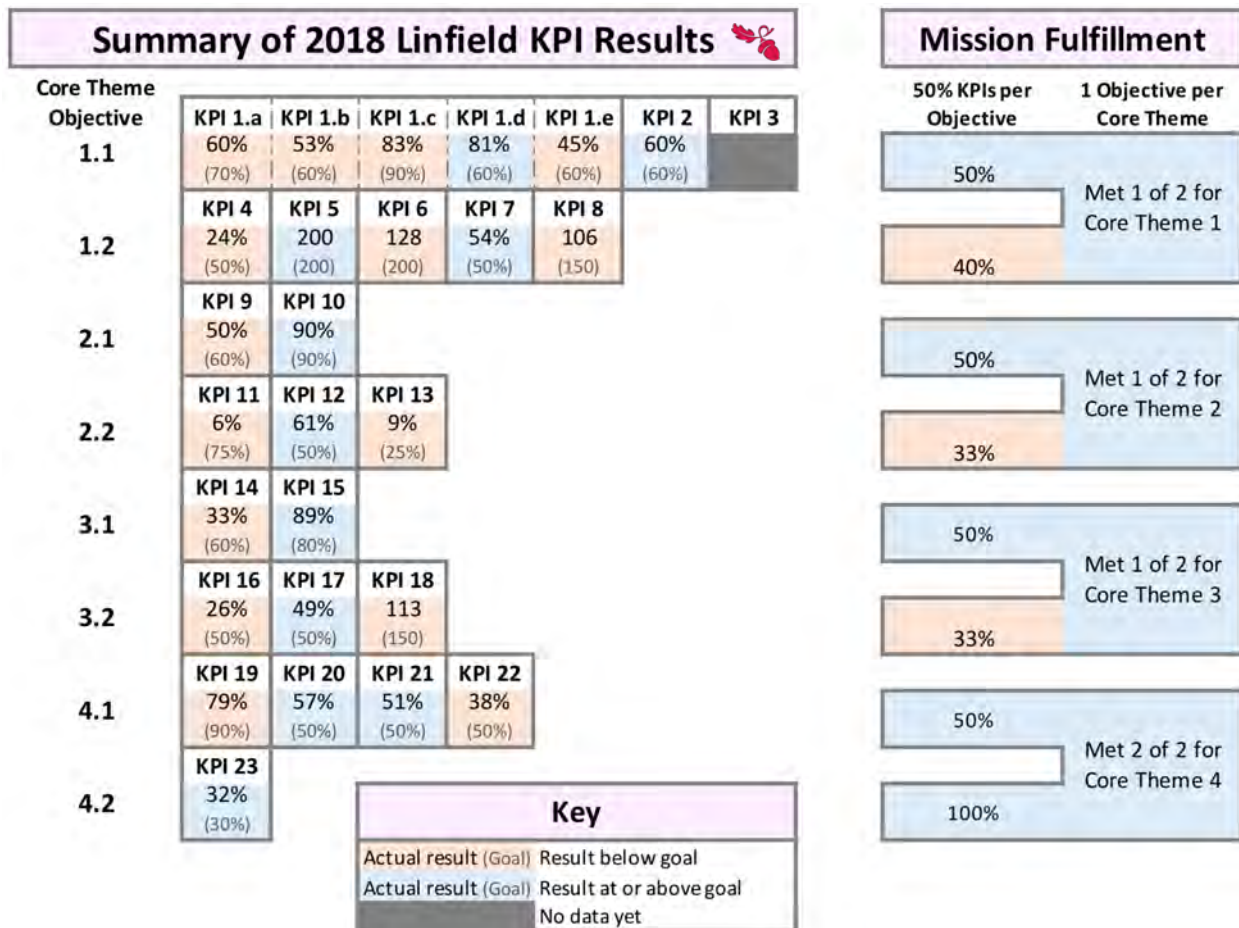 Summary of 2018 Linfield KPI Results
Mission Fulfillment
Core Theme
Objective
50% KPIs per
Objective
1 Objective per
Core Theme
KPI 1.a KPI 1.b KPI 1.c KPI 1.d KPI 1.e KPI 2 KPI 3
1.1
60% 53% 83% 81% 45% 60%
(70%) (60%) (90%) (60%) (60%) (60%)
50%
Met 1 of 2 for
Core Theme 1
KPI 4 KPI 5 KPI 6 KPI 7 KPI 8
1.2
24% 200 128 54% 106
(50%) (200) (200) (50%) (150)
40%
KPI 9 KPI 10
2.1
50% 90%
(60%) (90%)
50%
Met 1 of 2 for
Core Theme 2
KPI 11 KPI 12 KPI 13
2.2
6% 61% 9%
(75%) (50%) (25%)
33%
KPI 14 KPI 15
3.1
33% 89%
(60%) (80%)
50%
Met 1 of 2 for
Core Theme 3
KPI 16 KPI 17 KPI 18
3.2
26% 49% 113
(50%) (50%) (150)
33%
KPI 19 KPI 20 KPI 21 KPI 22
4.1
79% 57% 51% 38%
(90%) (50%) (50%) (50%)
50%
Met 2 of 2 for
Core Theme 4
KPI 23
4.2
32%
(30%)
100%
Key
Actual result (Goal) Result below goal
Actual result (Goal) Result at or above goal
No data yet